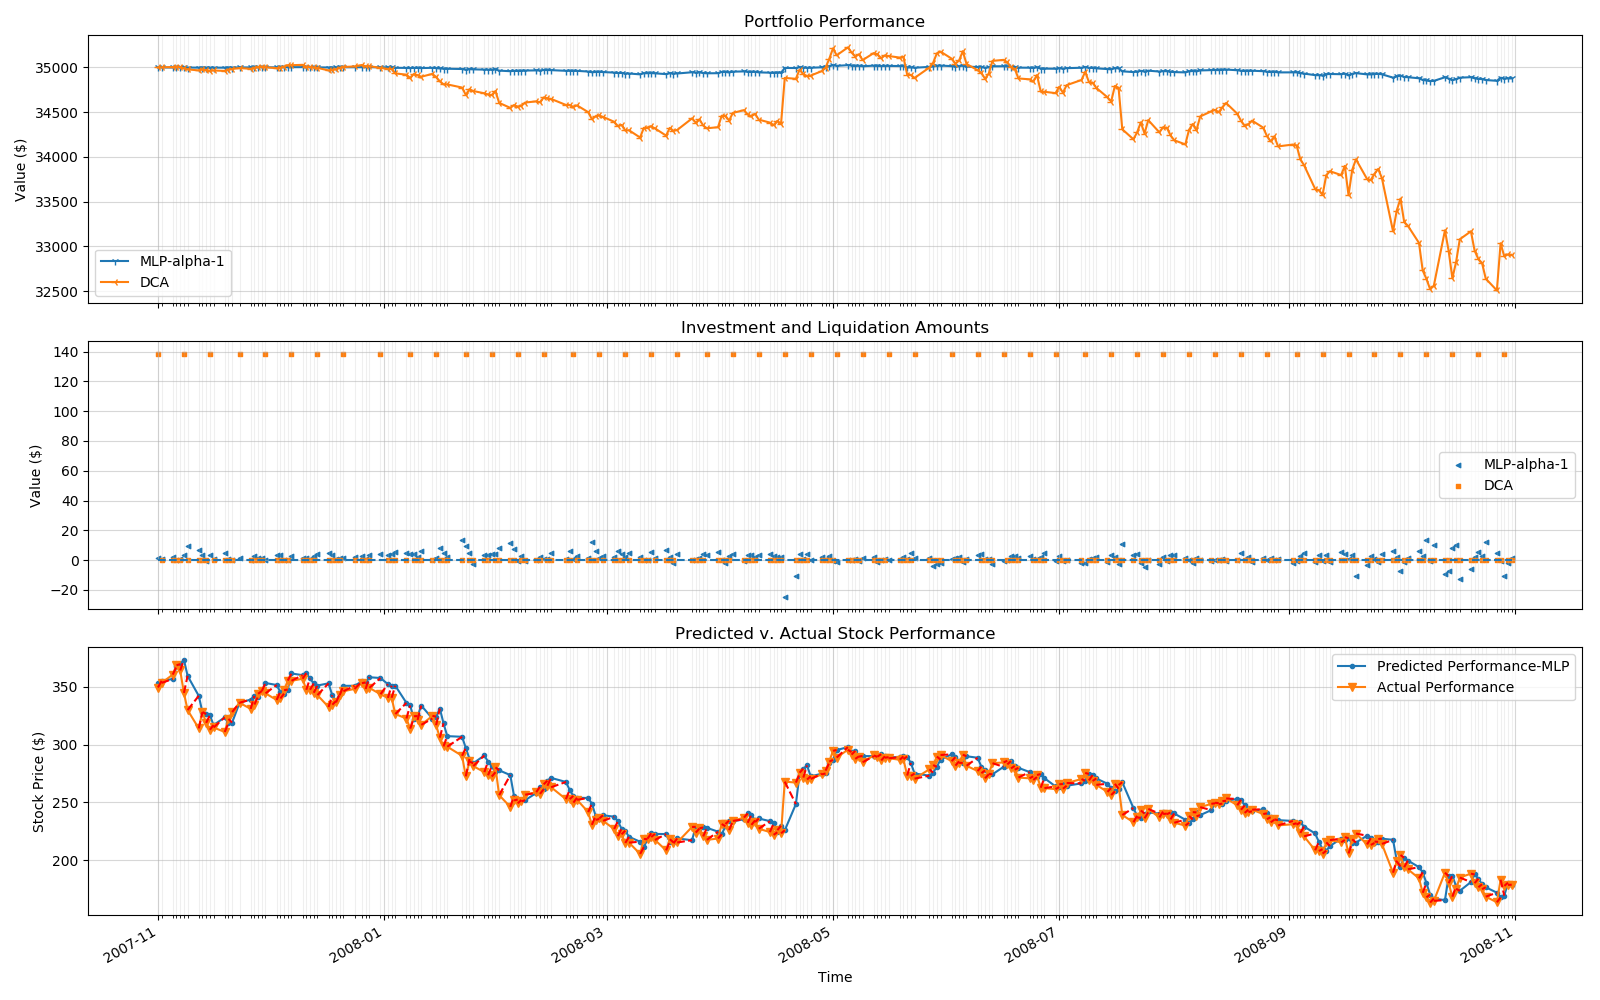 Portfolio Performance
Value ($)
35000
34500
34000
33500
33000
32500
MLP-alpha-1
DCA
Investment and Liquidation Amounts
Value ($)
140
120
100
80
60
40
20
0
−20
MLP-alpha-1
DCA
Predicted v. Actual Stock Performance
Stock Price ($)
350
300
250
200
Predicted Performance-MLP
Actual Performance
2007-11
2008-01
2008-03
2008-05
2008-07
2008-09
2008-11
Time